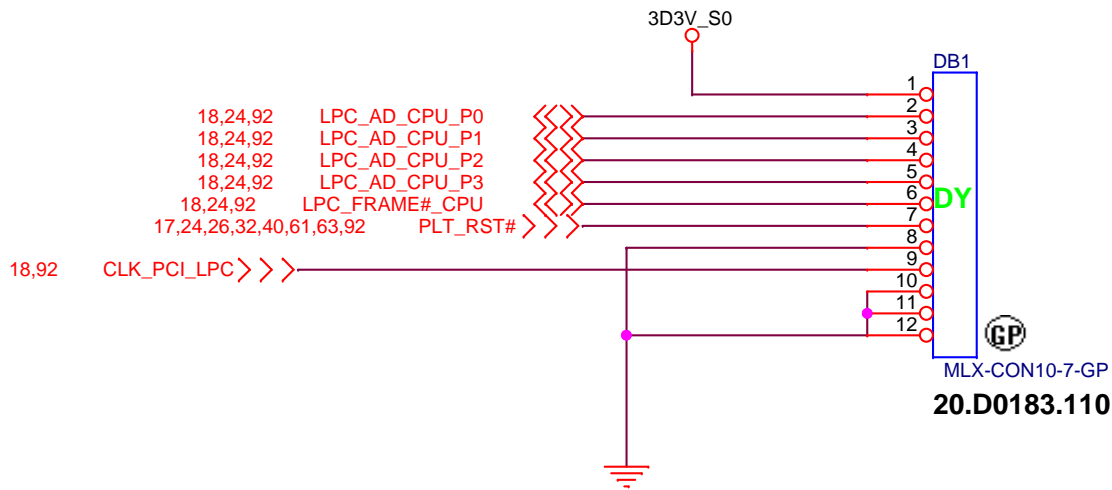 3D3V_S0
DB1
1
18,24,92 LPC_AD_CPU_P0 2
18,24,92 LPC_AD_CPU_P1 3
18,24,92 LPC_AD_CPU_P2 4
18,24,92 LPC_AD_CPU_P3 5
18,24,92 LPC_FRAME#_CPU 6
DY
17,24,26,32,40,61,63,92 PLT_RST# 7
8
18,92 CLK_PCI_LPC 9
10
11
12
GP
MLX-CON10-7-GP
20.D0183.110